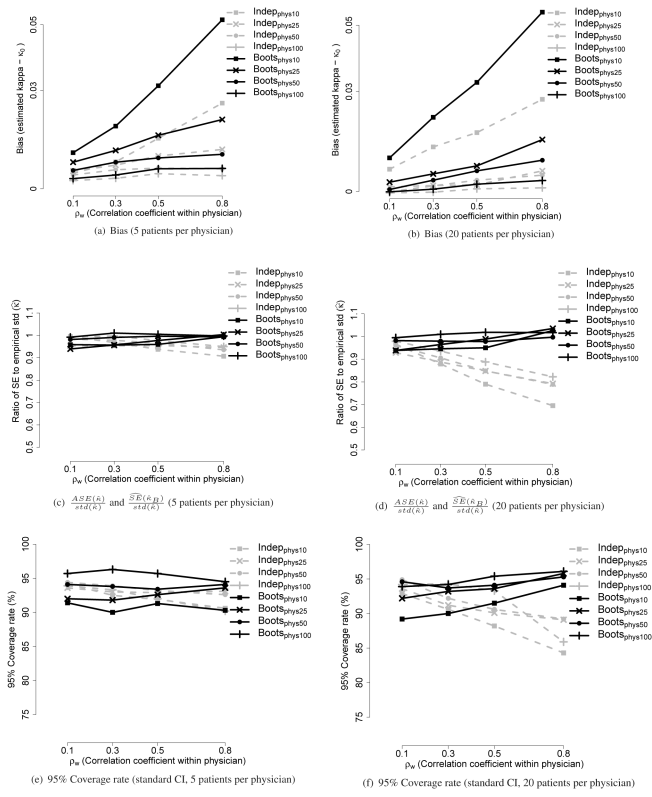 Bias (estimated kappa − κ0 )
0.05
0.03
0
0.1 0.3 0.5 0.8
ρw (Correlation coefficient within physician)
Indepphys10
Indepphys25
Indepphys50
Indepphys100
Bootsphys10
Bootsphys25
Bootsphys50
Bootsphys100
(a) Bias (5 patients per physician)
Bias (estimated kappa − κ0 )
0.05
0.03
0
0.1 0.3 0.5 0.8
ρw (Correlation coefficient within physician)
Indepphys10
Indepphys25
Indepphys50
Indepphys100
Bootsphys10
Bootsphys25
Bootsphys50
Bootsphys100
(b) Bias (20 patients per physician)
Ratio of SE to empirical std (κ̂)
1.1
1
0.9
0.8
0.7
0.6
0.5
0.1 0.3 0.5 0.8
ρw (Correlation coefficient within physician)
Indepphys10
Indepphys25
Indepphys50
Indepphys100
Bootsphys10
Bootsphys25
Bootsphys50
Bootsphys100
(c) ASE(κ̂)/std(κ̂) and ŜE(κ̂B)/std(κ̂) (5 patients per physician)
Ratio of SE to empirical std (κ̂)
1.1
1
0.9
0.8
0.7
0.6
0.5
0.1 0.3 0.5 0.8
ρw (Correlation coefficient within physician)
Indepphys10
Indepphys25
Indepphys50
Indepphys100
Bootsphys10
Bootsphys25
Bootsphys50
Bootsphys100
(d) ASE(κ̂)/std(κ̂) and ŜE(κ̂B)/std(κ̂) (20 patients per physician)
95% Coverage rate (%)
100
95
90
85
80
75
0.1 0.3 0.5 0.8
ρw (Correlation coefficient within physician)
Indepphys10
Indepphys25
Indepphys50
Indepphys100
Bootsphys10
Bootsphys25
Bootsphys50
Bootsphys100
(e) 95% Coverage rate (standard CI, 5 patients per physician)
95% Coverage rate (%)
100
95
90
85
80
75
0.1 0.3 0.5 0.8
ρw (Correlation coefficient within physician)
Indepphys10
Indepphys25
Indepphys50
Indepphys100
Bootsphys10
Bootsphys25
Bootsphys50
Bootsphys100
(f) 95% Coverage rate (standard CI, 20 patients per physician)